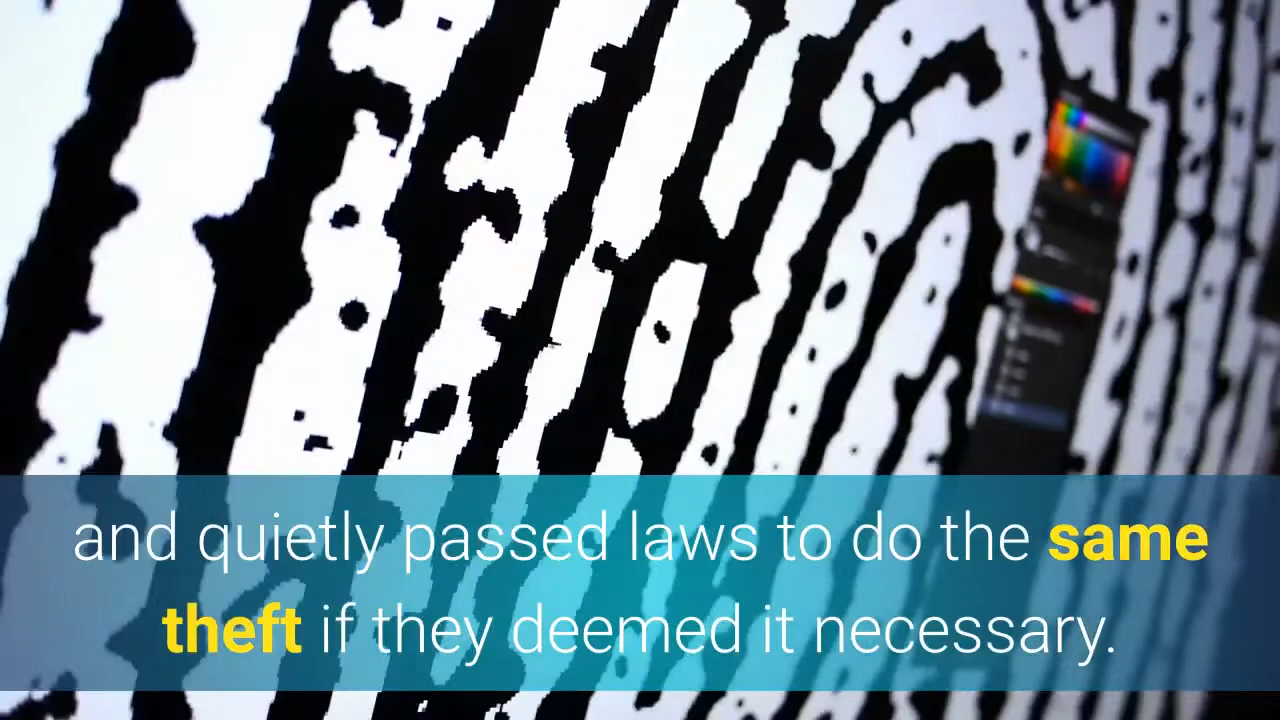 and quietly passed laws to do the same
theft if they deemed it necessary.